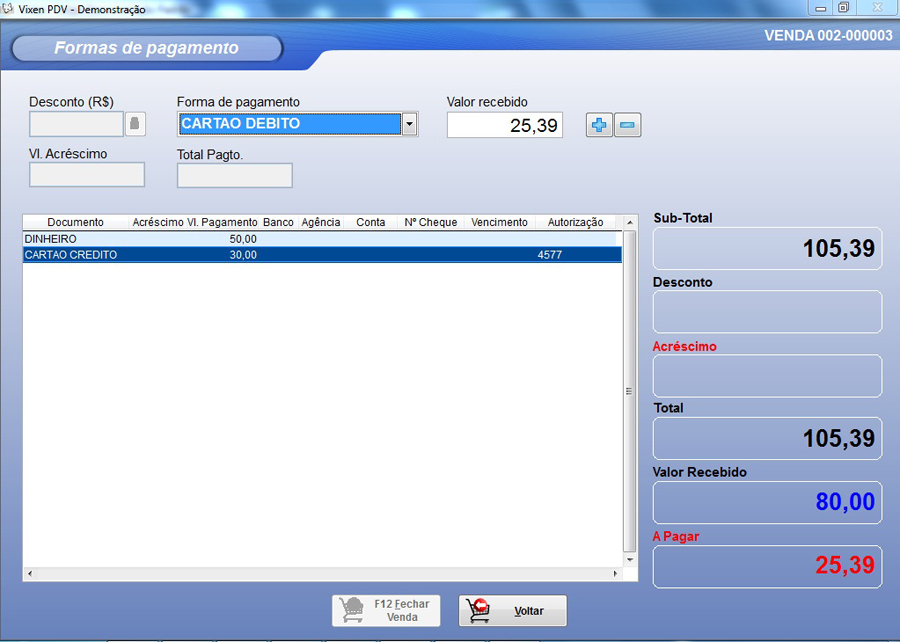 Vixen PDV - Demonstração
Formas de pagamento
VENDA 002-000003
Desconto (R$) Forma de pagamento Valor recebido
CARTAO DEBITO 25,39
Vl. Acréscimo Total Pagto.
Documento Acréscimo Vl. Pagamento Banco Agência Conta Nº Cheque Vencimento Autorização
DINHEIRO 50,00
CARTAO CREDITO 30,00 4577
Sub-Total
105,39
Desconto
Acréscimo
Total
105,39
Valor Recebido
80,00
A Pagar
25,39
F12 Fechar
Venda
Voltar